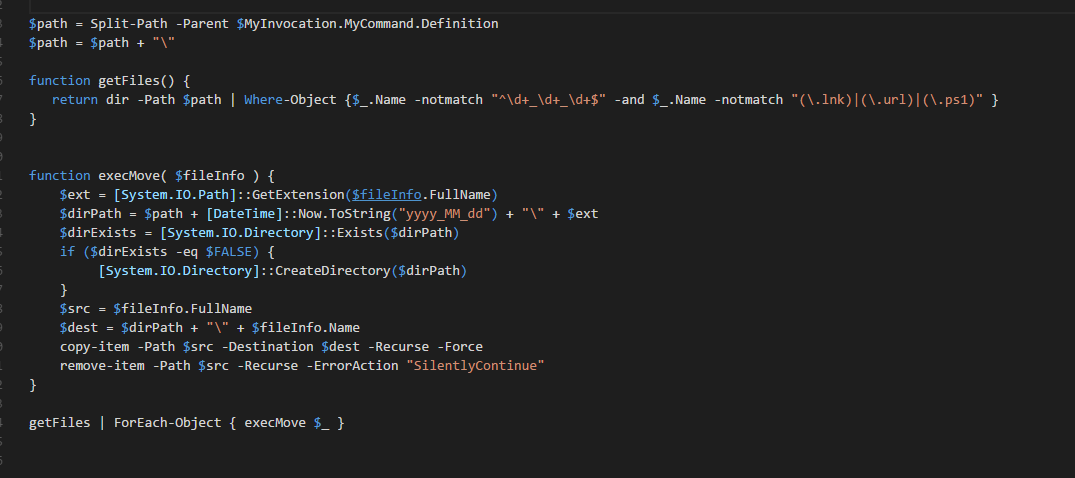 $path = Split-Path -Parent $MyInvocation.MyCommand.Definition
$path = $path + "\"
function getFiles() {
return dir -Path $path | Where-Object {$_.Name -notmatch "^\d+_\d+_\d+$" -and $_.Name -notmatch "(\.lnk)|(\.url)|(\.ps1)" }
}
function execMove( $fileInfo ) {
$ext = [System.IO.Path]::GetExtension($fileInfo.FullName)
$dirPath = $path + [DateTime]::Now.ToString("yyyy_MM_dd") + "\" + $ext
$dirExists = [System.IO.Directory]::Exists($dirPath)
if ($dirExists -eq $FALSE) {
[System.IO.Directory]::CreateDirectory($dirPath)
}
$src = $fileInfo.FullName
$dest = $dirPath + "\" + $fileInfo.Name
copy-item -Path $src -Destination $dest -Recurse -Force
remove-item -Path $src -Recurse -ErrorAction "SilentlyContinue"
}
getFiles | ForEach-Object { execMove $_ }